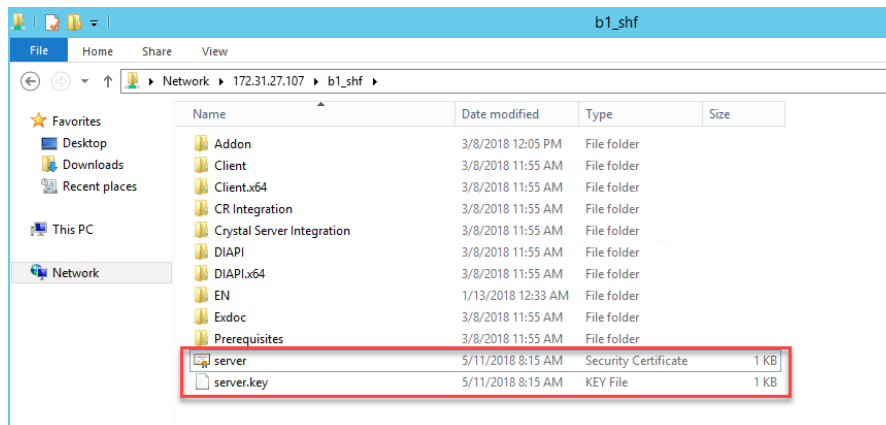 b1_shf
File Home Share View
Network 172.31.27.107 b1_shf
Favorites
Desktop
Downloads
Recent places
This PC
Network
Name Date modified Type Size
Addon 3/8/2018 12:05 PM File folder
Client 3/8/2018 11:55 AM File folder
Client.x64 3/8/2018 11:55 AM File folder
CR Integration 3/8/2018 11:55 AM File folder
Crystal Server Integration 3/8/2018 11:55 AM File folder
DIAPI 3/8/2018 11:55 AM File folder
DIAPI.x64 3/8/2018 11:55 AM File folder
EN 1/13/2018 12:33 AM File folder
Exdoc 3/8/2018 11:55 AM File folder
Prerequisites 3/8/2018 11:55 AM File folder
server 5/11/2018 8:15 AM Security Certificate 1 KB
server.key 5/11/2018 8:15 AM KEY File 1 KB